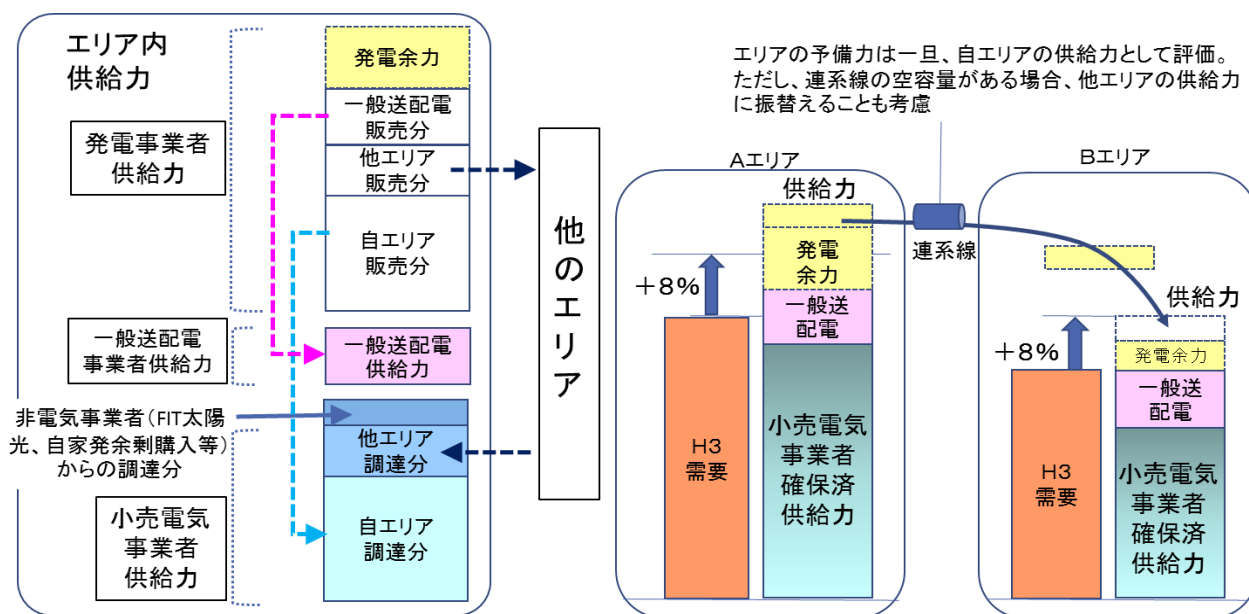 エリア内
供給力
発電余力
一般送配電
販売分
他エリア
販売分
自エリア
販売分
発電事業者
供給力
一般送配電
事業者供給力
一般送配電
供給力
非電気事業者(FIT太陽
光、自家発余剰購入等)
からの調達分
他エリア
調達分
自エリア
調達分
小売電気
事業者
供給力
他のエリア
エリアの予備力は一旦、自エリアの供給力として評価。
ただし、連系線の空容量がある場合、他エリアの供給力
に振替えることも考慮
Aエリア
供給力
発電
余力
+8%
一般送
配電
H3
需要
小売電気
事業者
確保済
供給力
連系線
Bエリア
供給力
発電余力
+8%
一般送
配電
H3
需要
小売電気
事業者
確保済
供給力